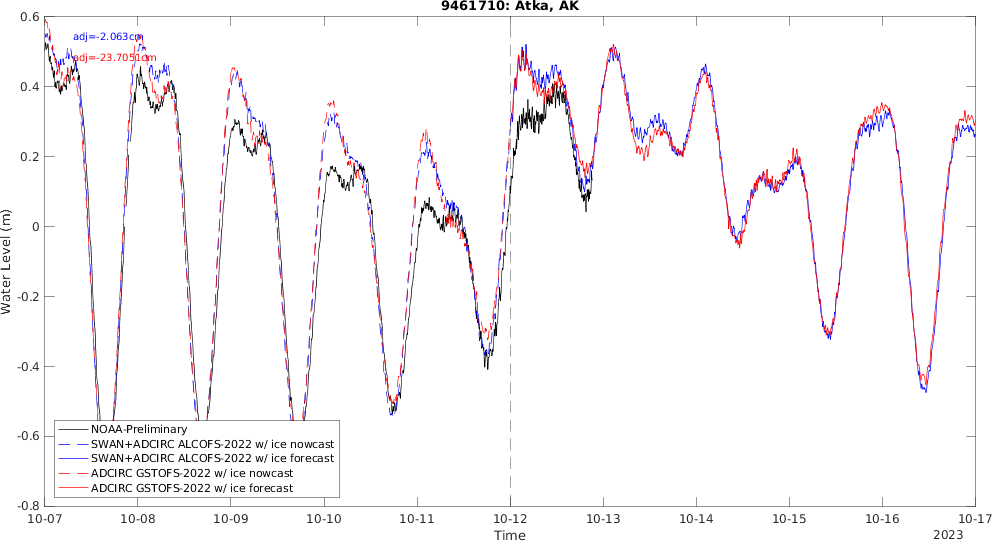 9461710: Atka, AK
adj=-2.063cm
adj=-23.7051cm
Water Level (m)
0.6
0.4
0.2
0
-0.2
-0.4
-0.6
-0.8
NOAA-Preliminary
SWAN+ADCIRC ALCOFS-2022 w/ ice nowcast
SWAN+ADCIRC ALCOFS-2022 w/ ice forecast
ADCIRC GSTOFS-2022 w/ ice nowcast
ADCIRC GSTOFS-2022 w/ ice forecast
10-07 10-08 10-09 10-10 10-11 10-12 10-13 10-14 10-15 10-16 10-17
Time
2023